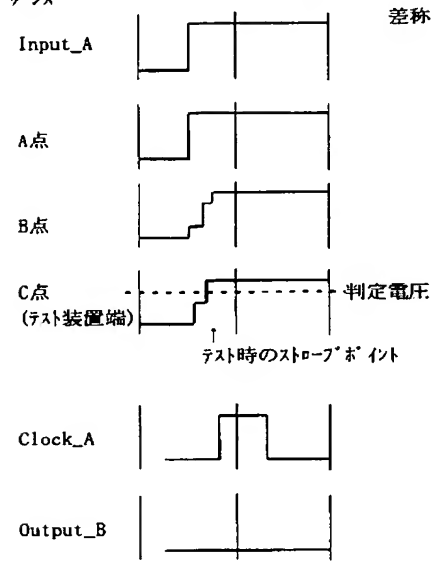 差称
Input_A
A点
B点
C点
判定電圧
(テスト装置端)
テスト時のストローブポイント
Clock_A
Output_B